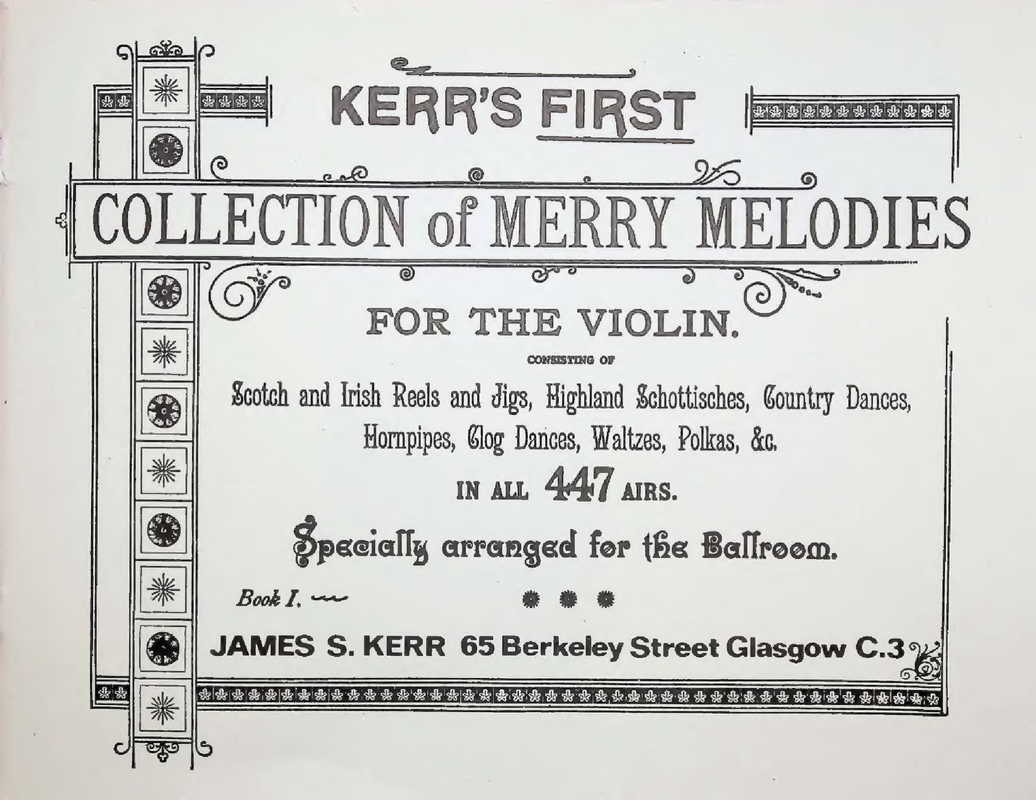 KERR'S FIRST
COLLECTION of MERRY MELODIES
FOR THE VIOLIN.
CONSISTING OF
Scotch and Irish Reels and Jigs, Highland Schottisches, Country Dances,
Hornpipes, Clog Dances, Waltzes, Polkas, &c.
IN ALL 447 AIRS.
Specially arranged for the Ballroom.
Book I.
JAMES S. KERR 65 Berkeley Street Glasgow C.3